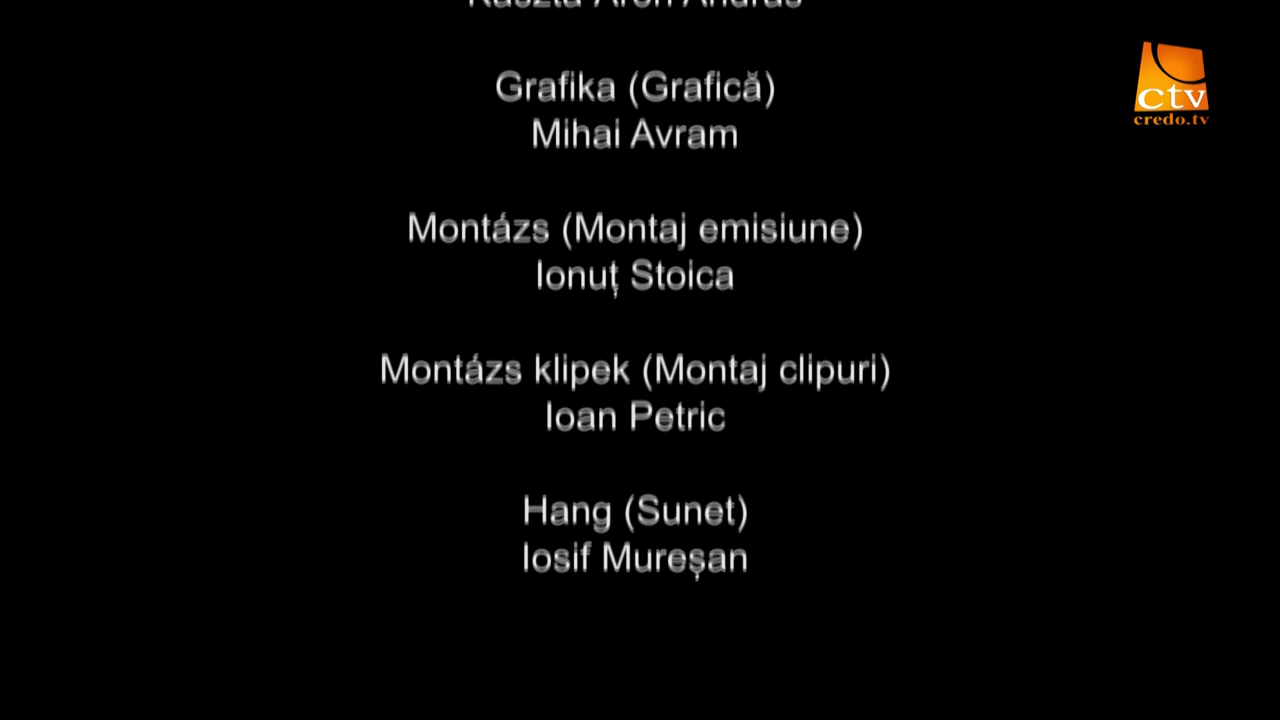 Grafika (Grafică)
Mihai Avram
Montázs (Montaj emisiune)
Ionuț Stoica
Montázs klipek (Montaj clipuri)
Ioan Petric
Hang (Sunet)
Iosif Mureșan
ctv
credo.tv